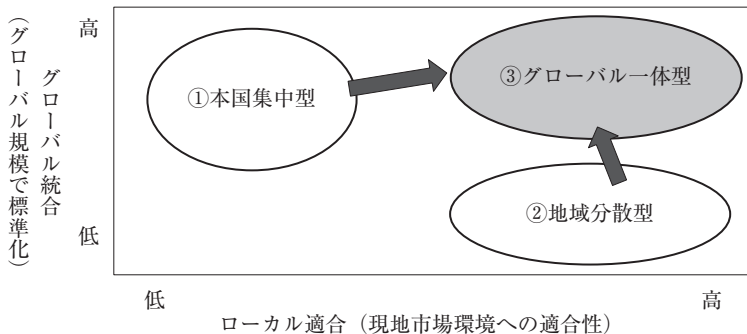 グローバル統合
（グローバル規模で標準化）
高
低
①本国集中型
③グローバル一体型
②地域分散型
低
高
ローカル適合（現地市場環境への適合性）